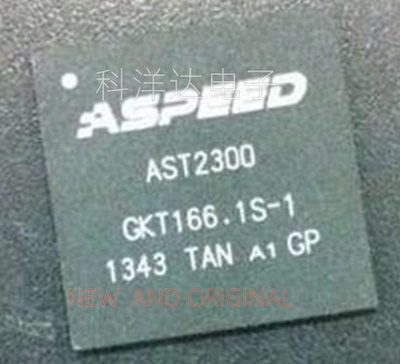 科洋达电子
ASPEED
AST2300
GKT166.1S-1
1343 TAN A1 GP
NEW AND ORIGINAL